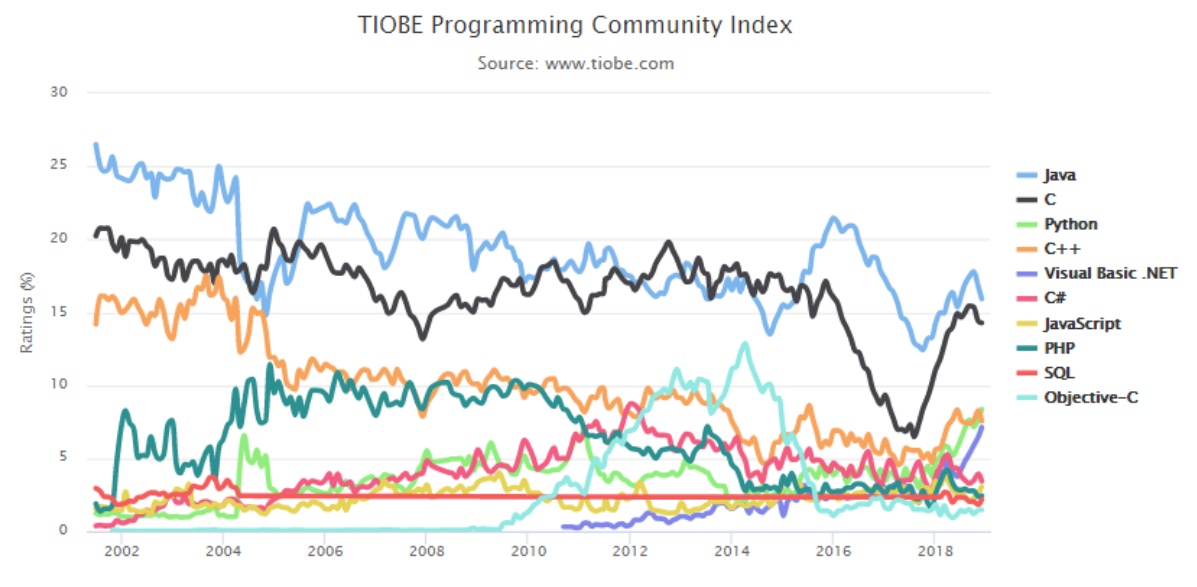 TIOBE Programming Community Index
Source: www.tiobe.com
Ratings (%)
30
25
20
15
10
5
0
2002 2004 2006 2008 2010 2012 2014 2016 2018
Java
C
Python
C++
Visual Basic .NET
C#
JavaScript
PHP
SQL
Objective-C